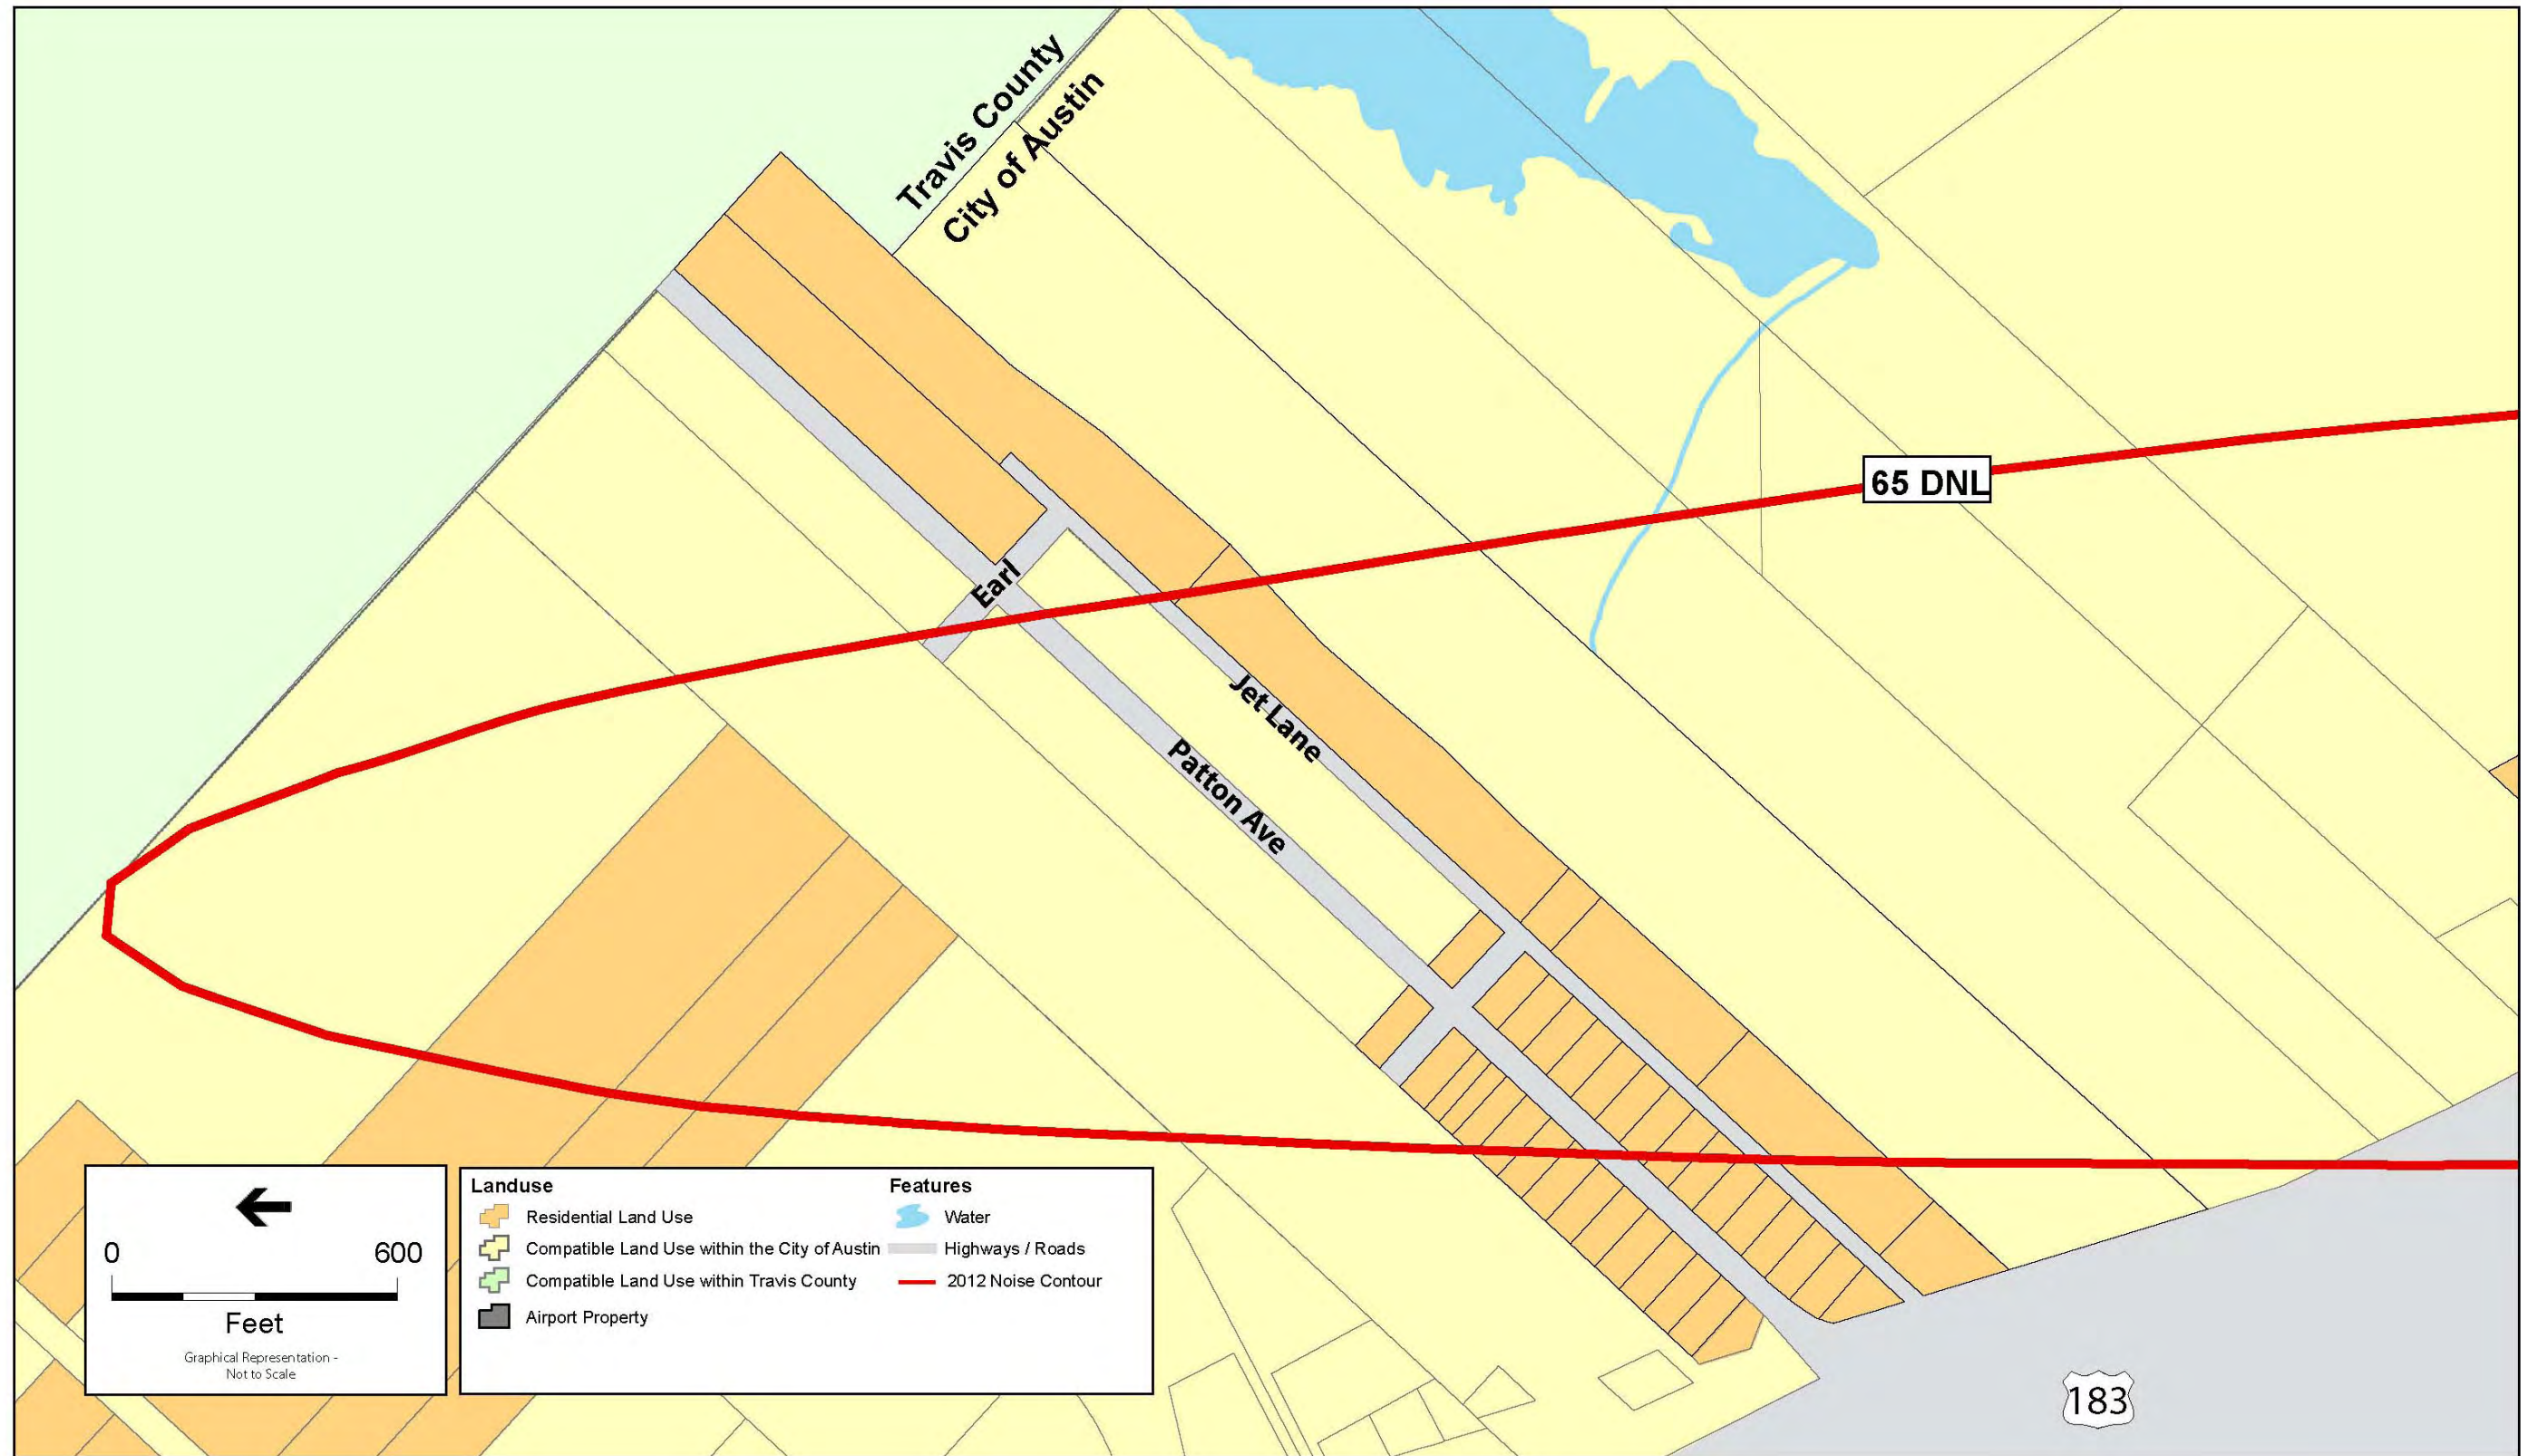 Travis County
City of Austin
65 DNL
Earl
Jet Lane
Patton Ave
0 600
Feet
Graphical Representation -
Not to Scale
Landuse
Residential Land Use
Compatible Land Use within the City of Austin
Compatible Land Use within Travis County
Airport Property
Features
Water
Highways / Roads
2012 Noise Contour
183